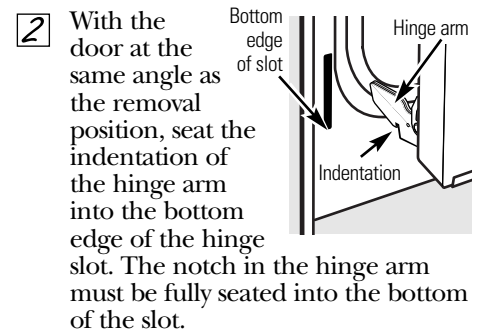 2 With the
door at the
same angle as
the removal
position, seat the
indentation of
the hinge arm
into the bottom
edge of the hinge
slot. The notch in the hinge arm
must be fully seated into the bottom
of the slot.
Bottom
edge
of slot
Hinge arm
Indentation